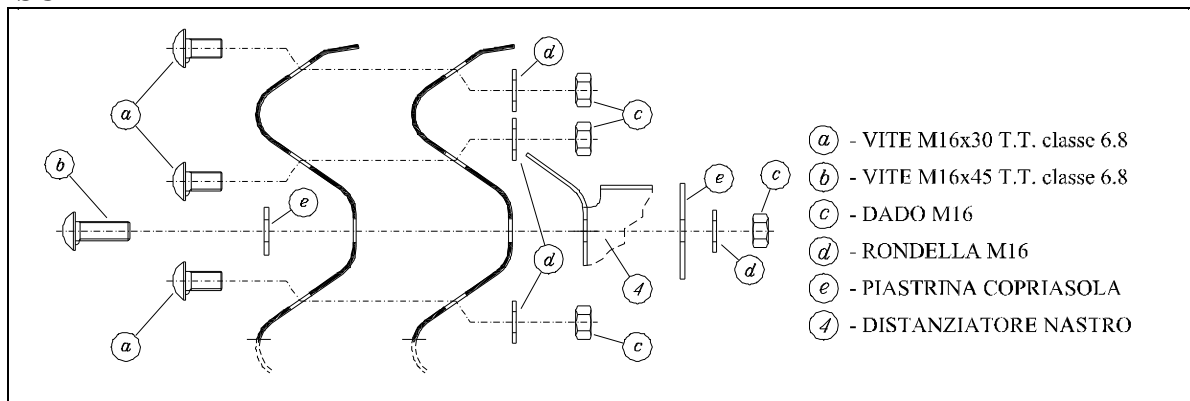 d
a
c
b
c
e
e
d
d
4
a
c
a - VITE M16x30 T.T. classe 6.8
b - VITE M16x45 T.T. classe 6.8
c - DADO M16
d - RONDELLA M16
e - PIASTRINA COPRIASOLA
4 - DISTANZIATORE NASTRO